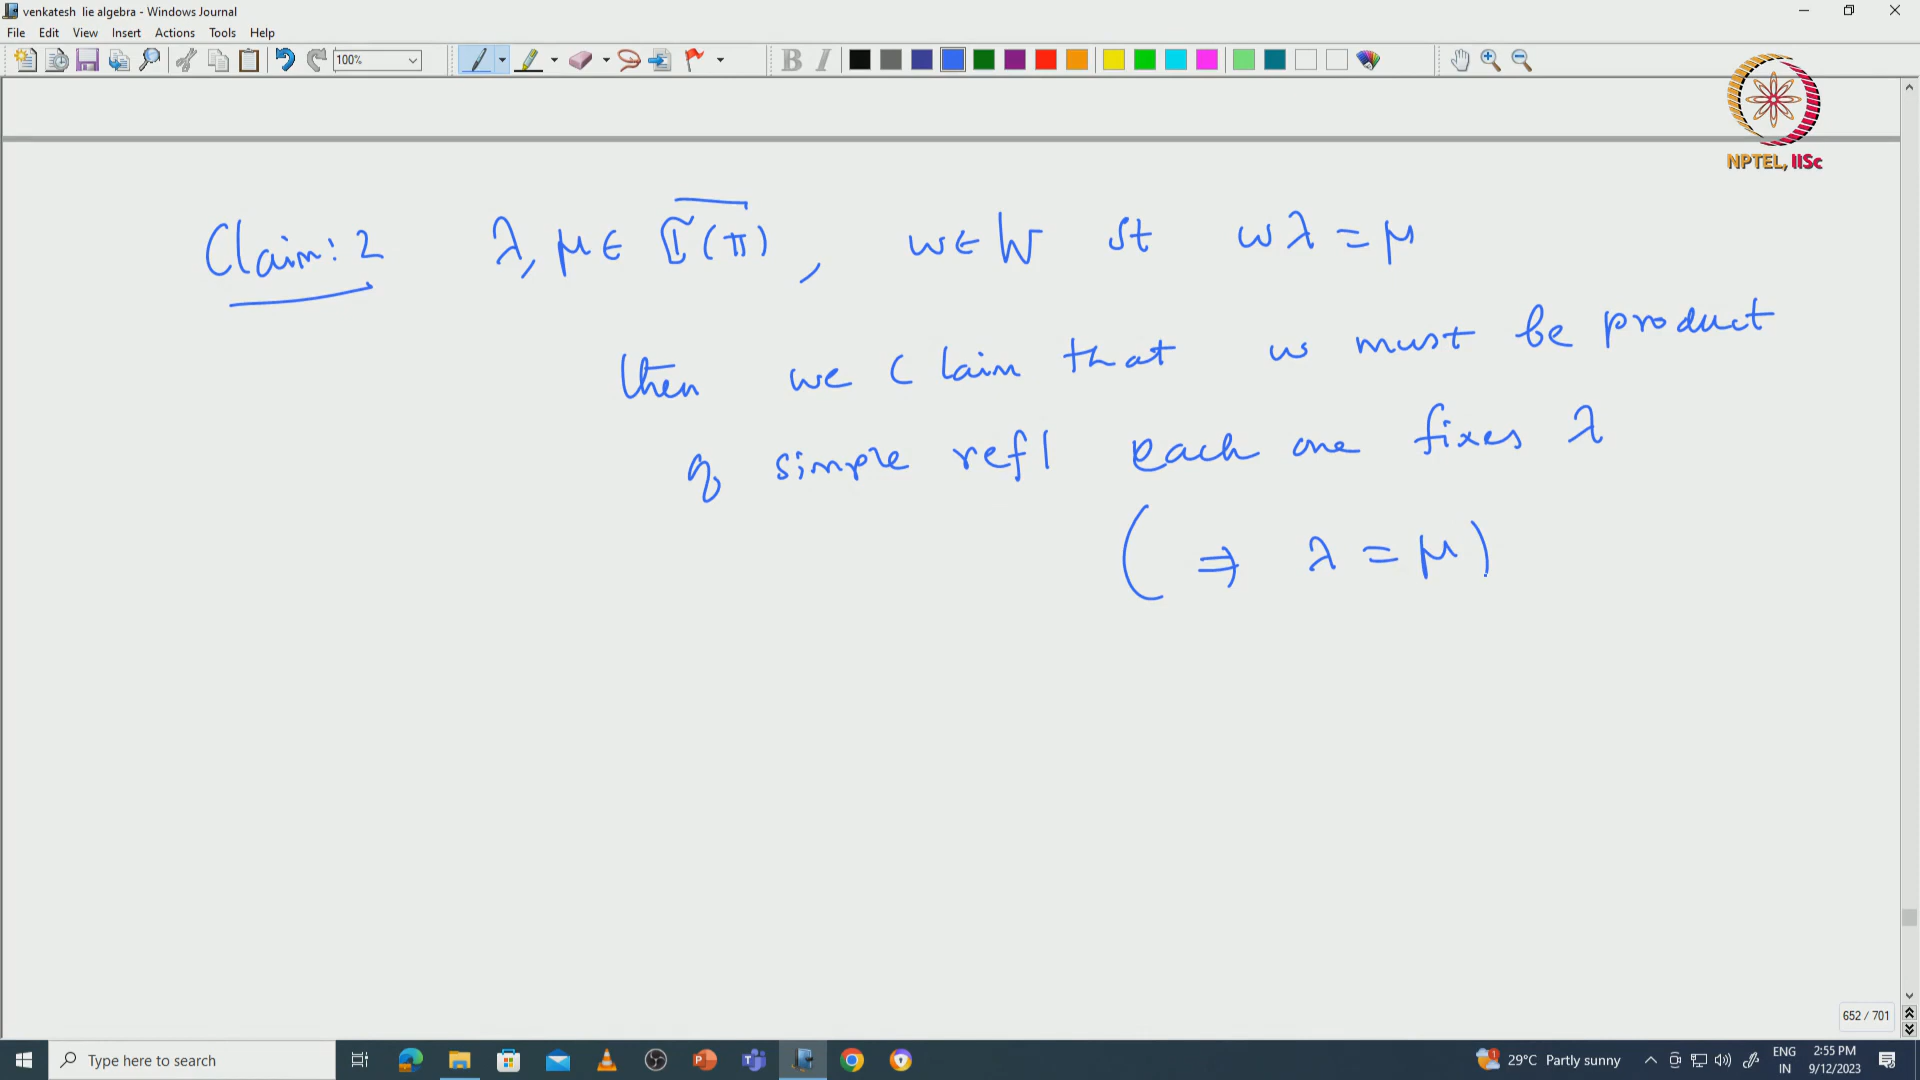 venkatesh lie algebra - Windows Journal
File Edit View Insert Actions Tools Help
100%
B I
NPTEL, IISc
Claim: 2 λ, μ ∈ \overline{ℭ(π)}, w ∈ W st wλ = μ
then we claim that w must be product
of simple refl each one fixes λ
(⇒ λ = μ)
652 / 701
Type here to search
29°C Partly sunny
ENG
IN
2:55 PM
9/12/2023